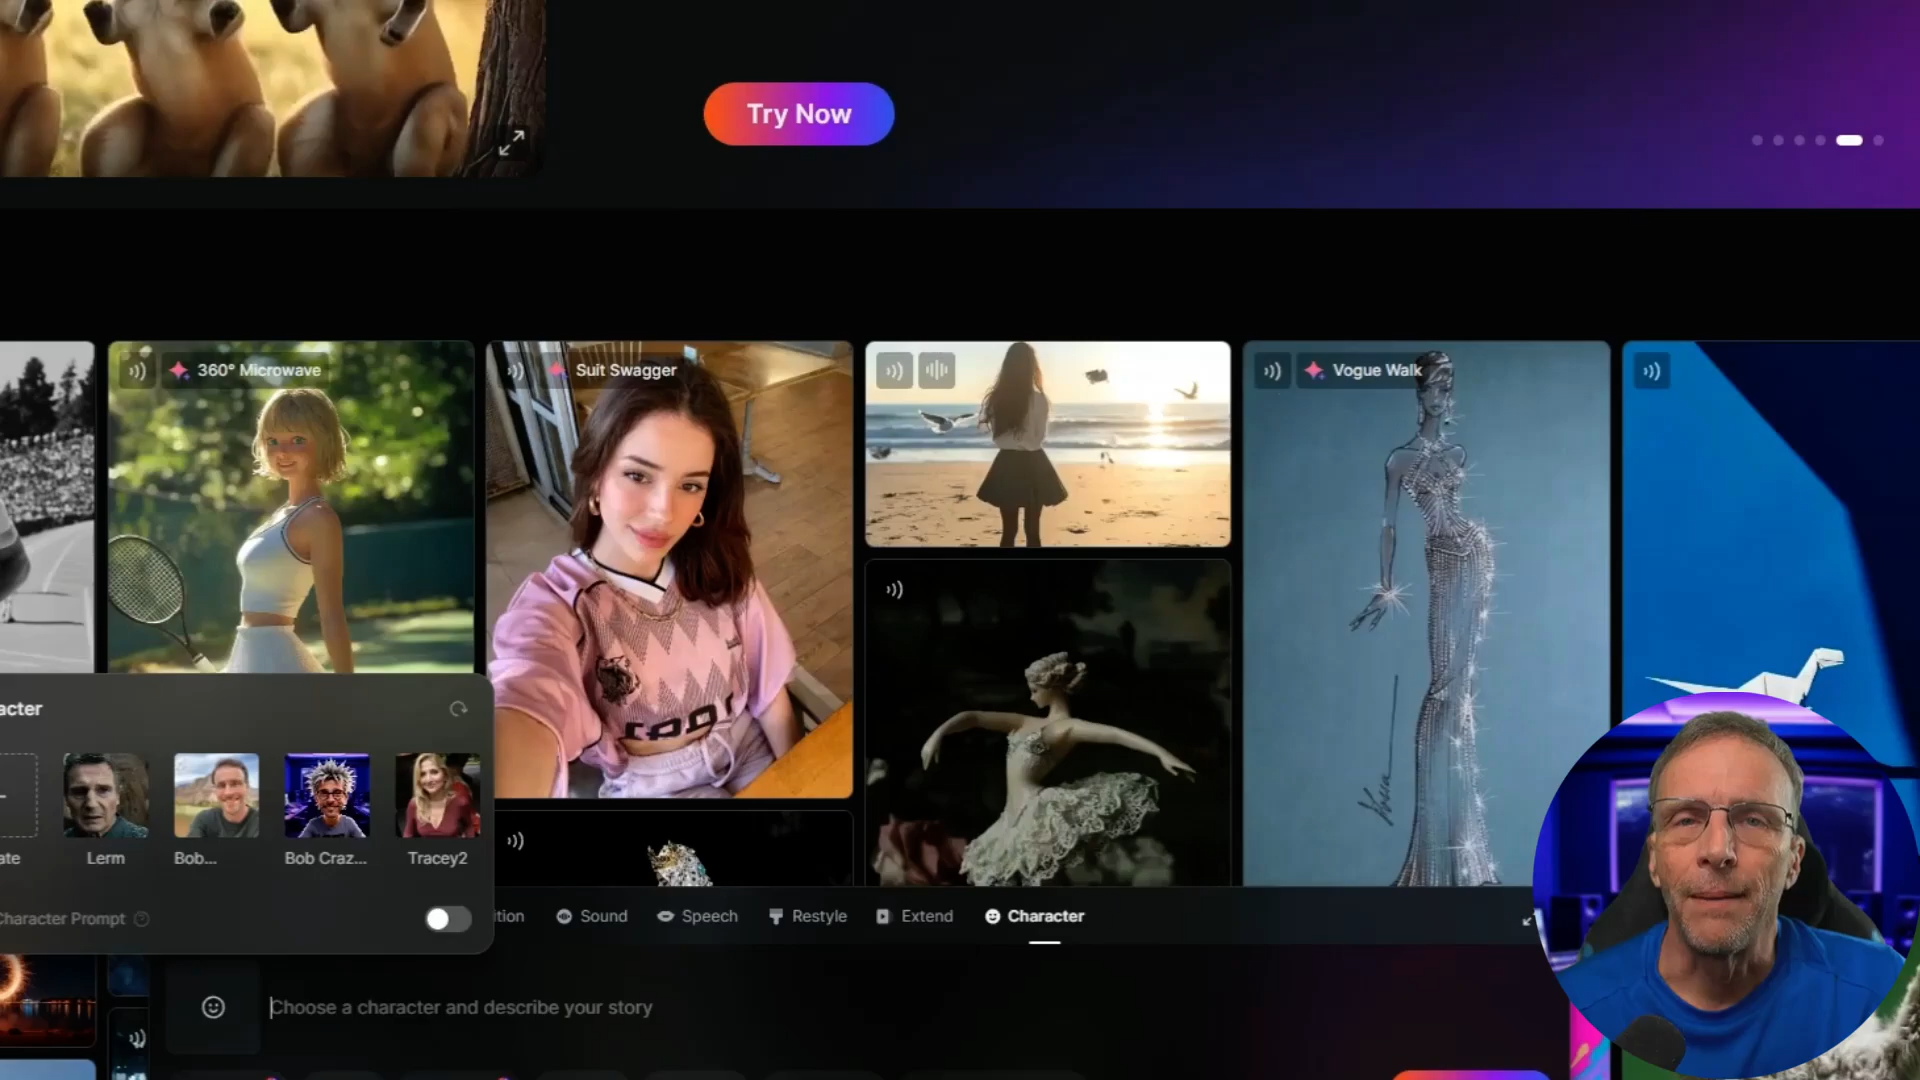 Try Now
360° Microwave
Suit Swagger
Vogue Walk
acter
ate
Lerm
Bob...
Bob Craz...
Tracey2
Character Prompt
ition
Sound
Speech
Restyle
Extend
Character
Choose a character and describe your story